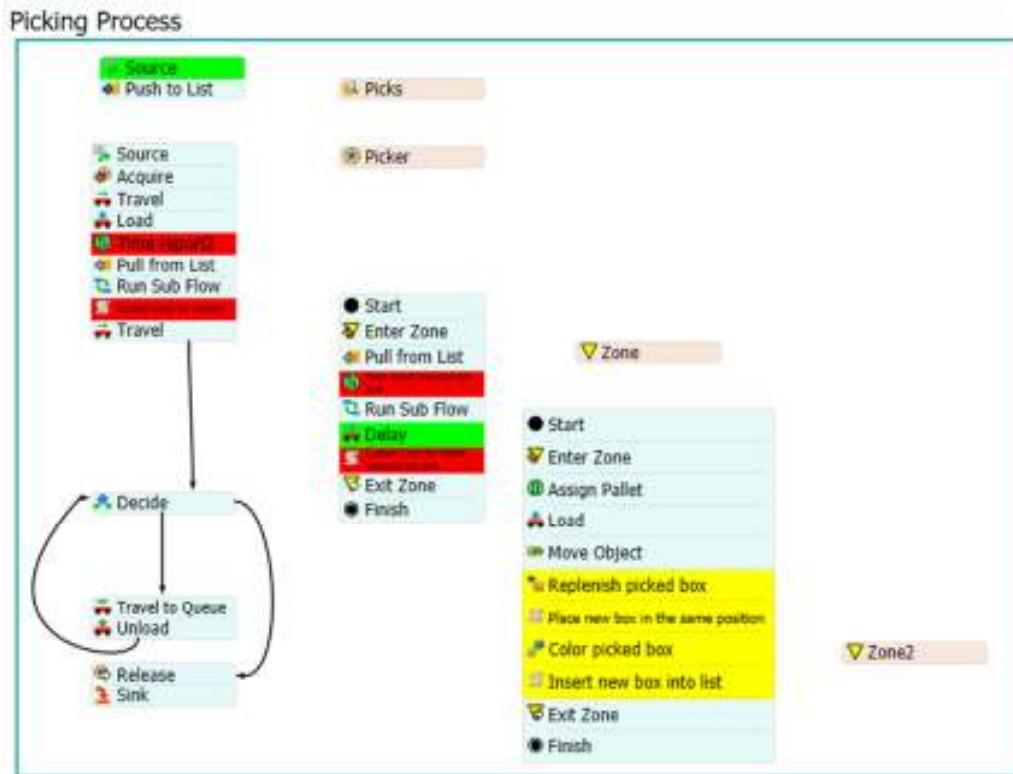 Picking Process
Source
Push to List
Picks
Source
Acquire
Travel
Load
Time report2
Pull from List
Run Sub Flow
Travel
Picker
Start
Enter Zone
Pull from List
Run Sub Flow
Delay
Exit Zone
Finish
Zone
Start
Enter Zone
Assign Pallet
Load
Move Object
Replenish picked box
Place new box in the same position
Color picked box
Insert new box into list
Exit Zone
Finish
Zone2
Decide
Travel to Queue
Unload
Release
Sink